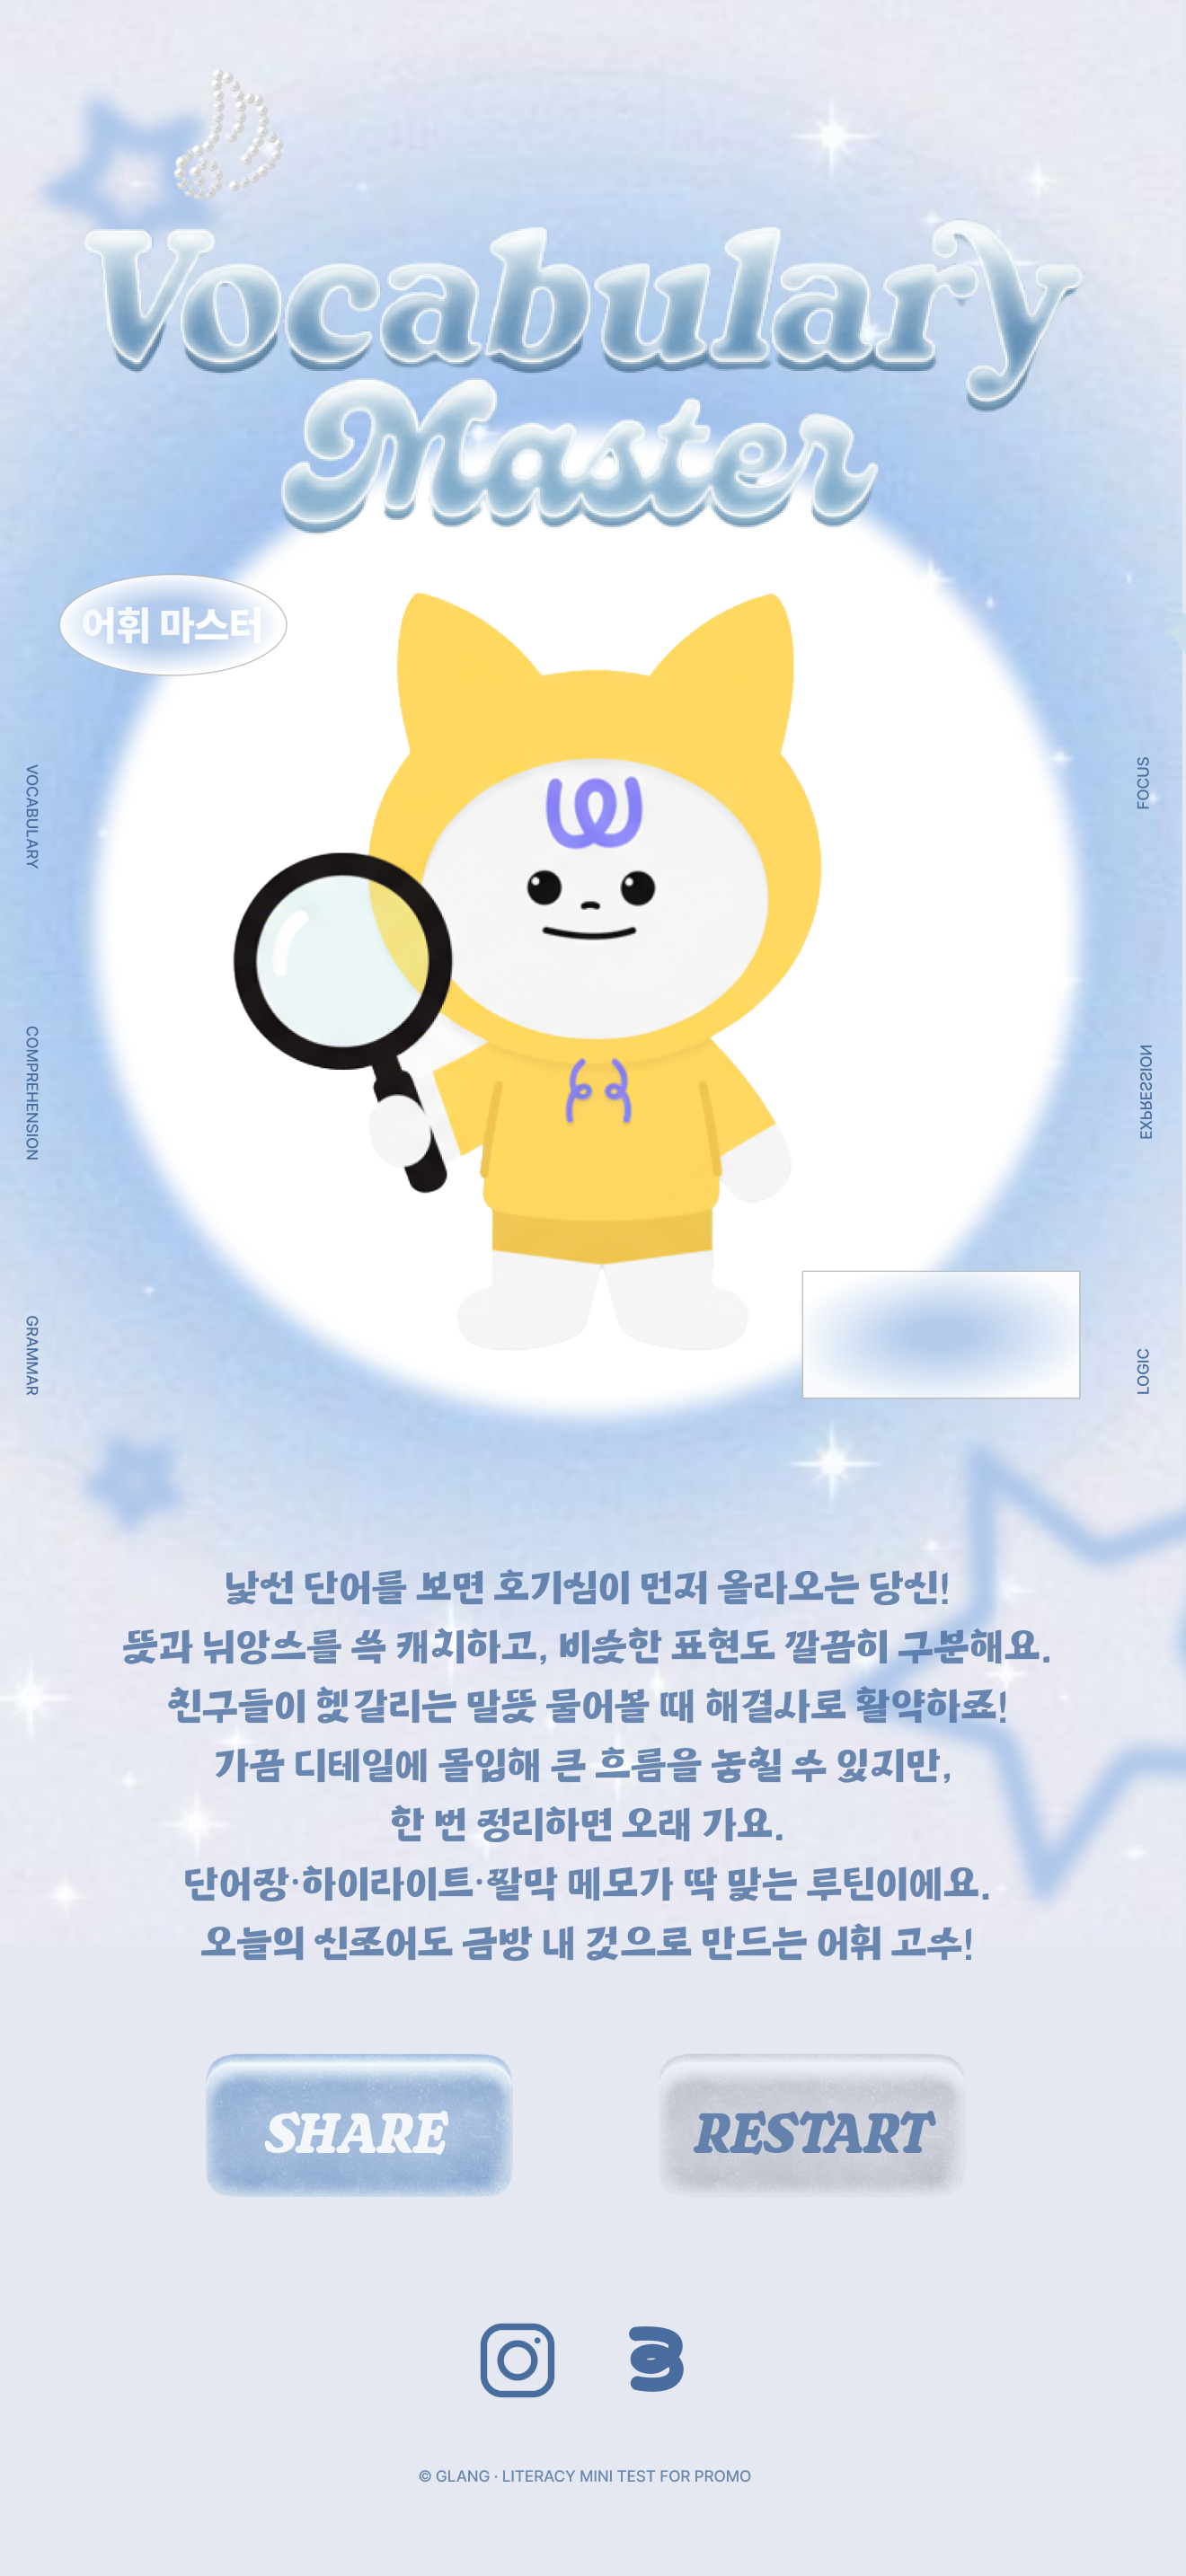 Vocabulary
Master
어휘 마스터
VOCABULARY
FOCUS
COMPREHENSION
EXPRESSION
GRAMMAR
LOGIC
낯선 단어를 보면 호기심이 먼저 올라오는 당신!
뜻과 뉘앙스를 쏙 캐치하고, 비슷한 표현도 깔끔히 구분해요.
친구들이 헷갈리는 말뜻 물어볼 때 해결사로 활약하죠!
가끔 디테일에 몰입해 큰 흐름을 놓칠 수 있지만,
한 번 정리하면 오래 가요.
단어장·하이라이트·짤막 메모가 딱 맞는 루틴이에요.
오늘의 신조어도 금방 내 것으로 만드는 어휘 고수!
SHARE
RESTART
© GLANG · LITERACY MINI TEST FOR PROMO